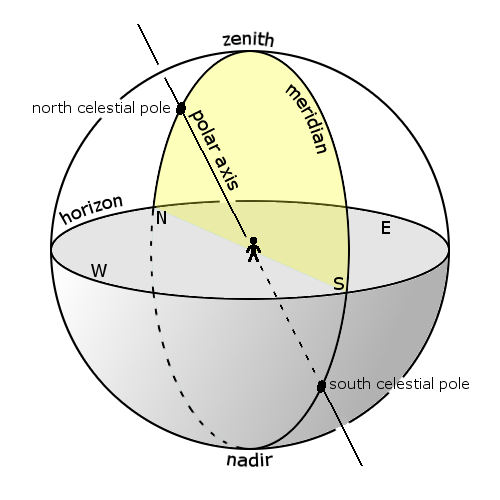 zenith
meridian
north celestial pole
polar axis
horizon
N
E
W
S
south celestial pole
nadir